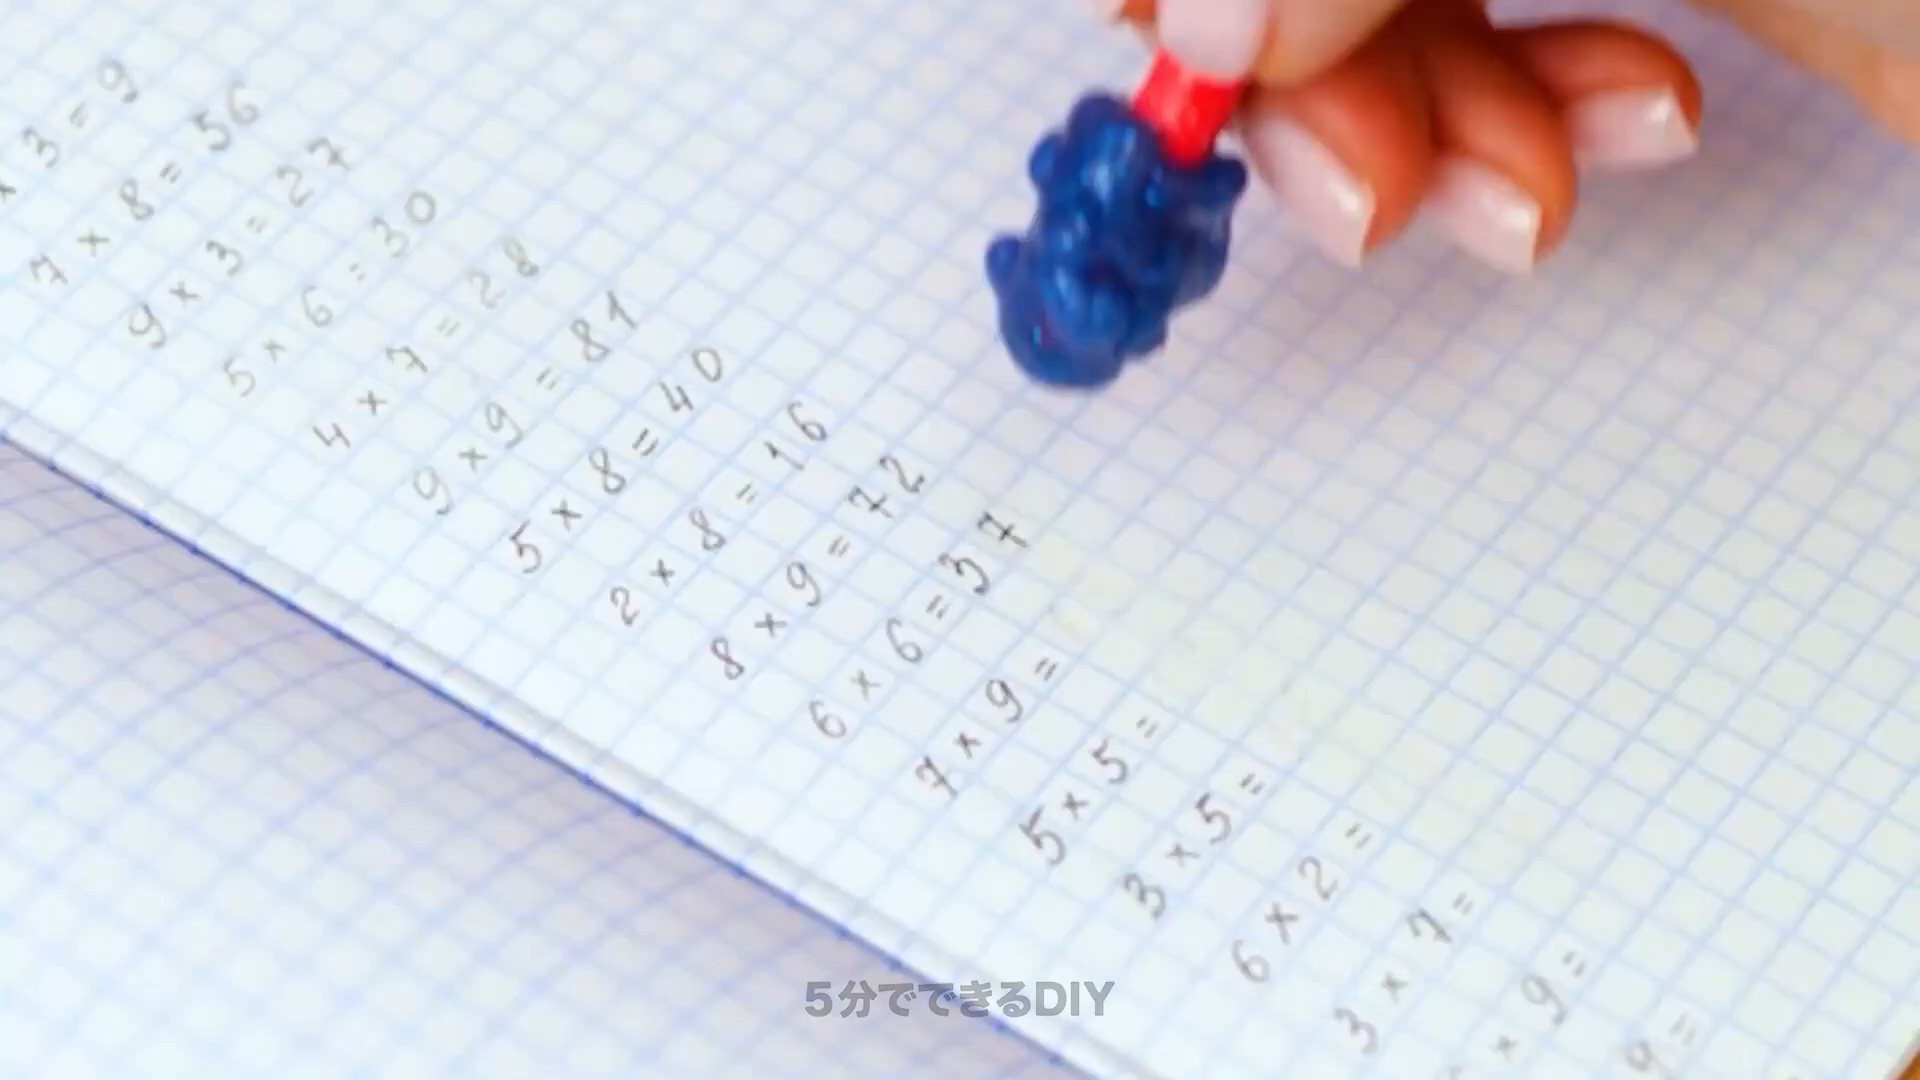 x 3 = 9
7 x 8 = 56
9 x 3 = 27
5 x 6 = 30
4 x 7 = 28
9 x 9 = 81
5 x 8 = 40
2 x 8 = 16
8 x 9 = 72
6 x 6 = 37
7 x 9 =
5 x 5 =
3 x 5 =
6 x 2 =
3 x 7 =
x 9 =
9 =
5分でできるDIY